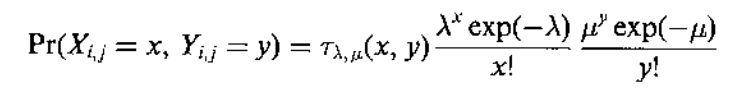 Pr(X_{i,j} = x, Y_{i,j} = y) = τ_{λ,μ}(x, y) \frac{λ^x exp(−λ)}{x!} \frac{μ^y exp(−μ)}{y!}